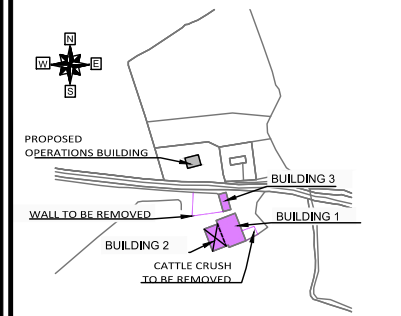 N
W E
S
PROPOSED
OPERATIONS BUILDING
BUILDING 3
WALL TO BE REMOVED
BUILDING 1
BUILDING 2
CATTLE CRUSH
TO BE REMOVED